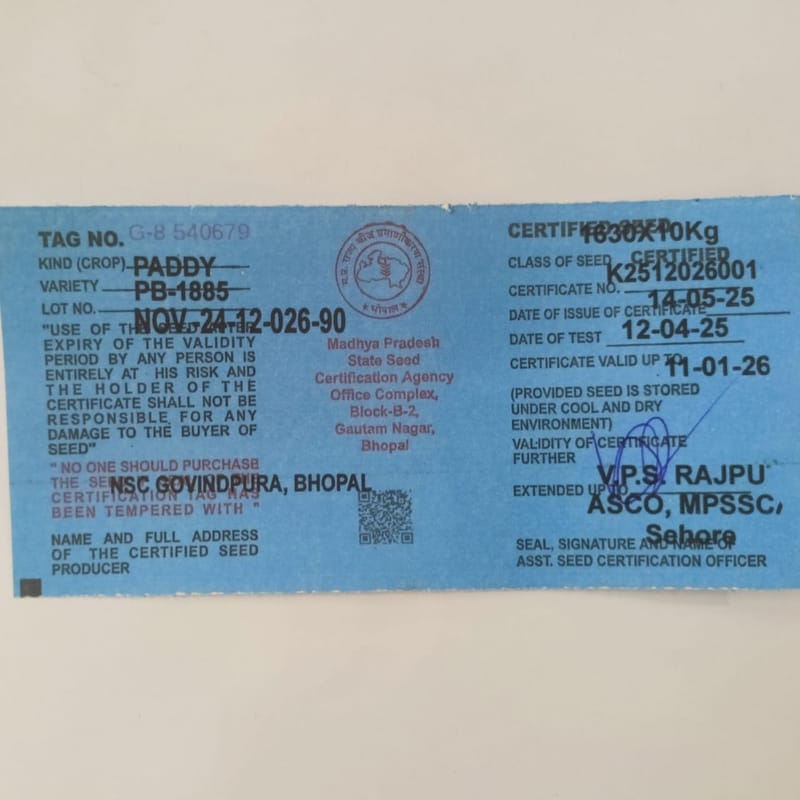 TAG NO. G-8 540679
KIND (CROP) PADDY
VARIETY PB-1885
LOT NO. NOV-24-12-026-90
"USE OF THE SEED AFTER
EXPIRY OF THE VALIDITY
PERIOD BY ANY PERSON IS
ENTIRELY AT HIS RISK AND
THE HOLDER OF THE
CERTIFICATE SHALL NOT BE
RESPONSIBLE FOR ANY
DAMAGE TO THE BUYER OF
SEED"
" NO ONE SHOULD PURCHASE
THE SEED
CERTIFICATION TAG HAS
BEEN TEMPERED WITH "
NSC GOVINDPURA, BHOPAL
NAME AND FULL ADDRESS
OF THE CERTIFIED SEED
PRODUCER
म.प्र. राज्य बीज प्रमाणीकरण संस्था
भोपाल
Madhya Pradesh
State Seed
Certification Agency
Office Complex,
Block-B-2,
Gautam Nagar,
Bhopal
CERTIFIED SEED
1630X10Kg
CLASS OF SEED CERTIFIED
CERTIFICATE NO. K2512026001
DATE OF ISSUE OF CERTIFICATE 14-05-25
DATE OF TEST 12-04-25
CERTIFICATE VALID UP TO 11-01-26
(PROVIDED SEED IS STORED
UNDER COOL AND DRY
ENVIRONMENT)
VALIDITY OF CERTIFICATE
FURTHER
EXTENDED UP TO
V.P.S. RAJPU
ASCO, MPSSC
Sehore
SEAL, SIGNATURE AND NAME OF
ASST. SEED CERTIFICATION OFFICER